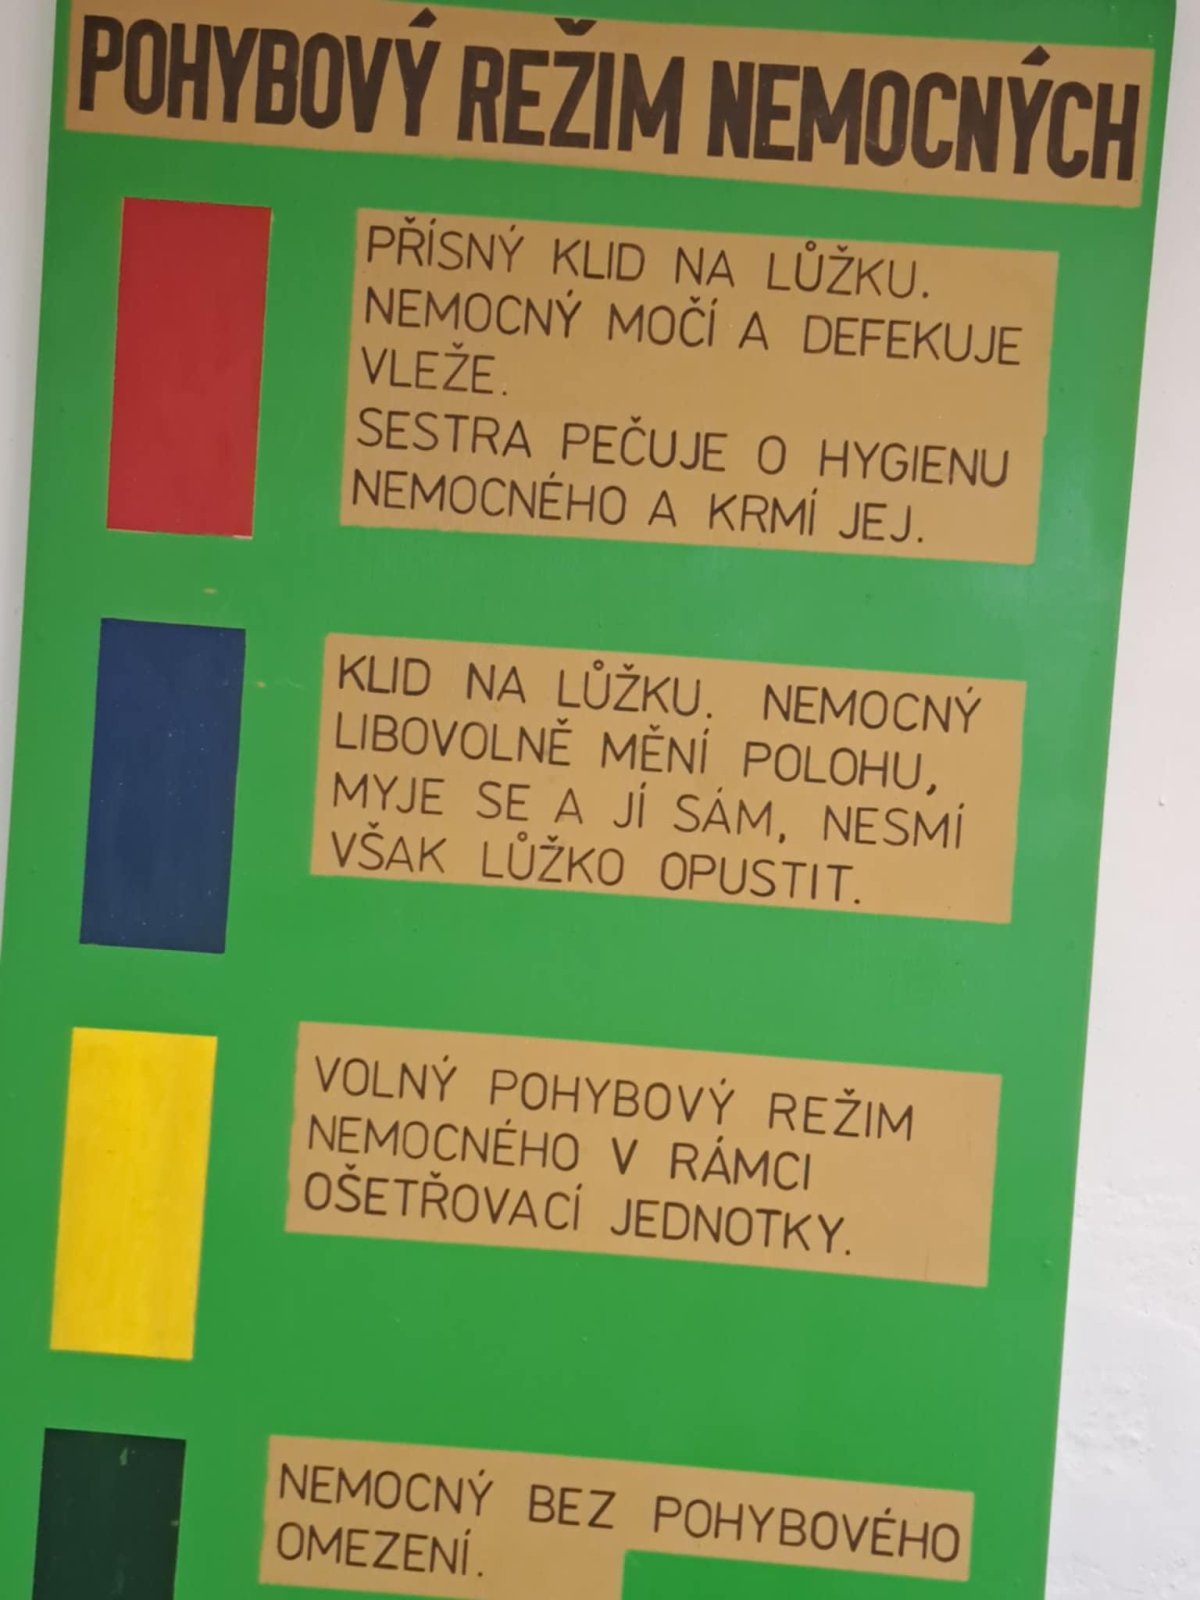 POHYBOVÝ REŽIM NEMOCNÝCH
PŘÍSNÝ KLID NA LŮŽKU.
NEMOCNÝ MOČÍ A DEFEKUJE
VLEŽE.
SESTRA PEČUJE O HYGIENU
NEMOCNÉHO A KRMÍ JEJ.
KLID NA LŮŽKU. NEMOCNÝ
LIBOVOLNĚ MĚNÍ POLOHU,
MYJE SE A JÍ SÁM, NESMÍ
VŠAK LŮŽKO OPUSTIT.
VOLNÝ POHYBOVÝ REŽIM
NEMOCNÉHO V RÁMCI
OŠETŘOVACÍ JEDNOTKY.
NEMOCNÝ BEZ POHYBOVÉHO
OMEZENÍ.